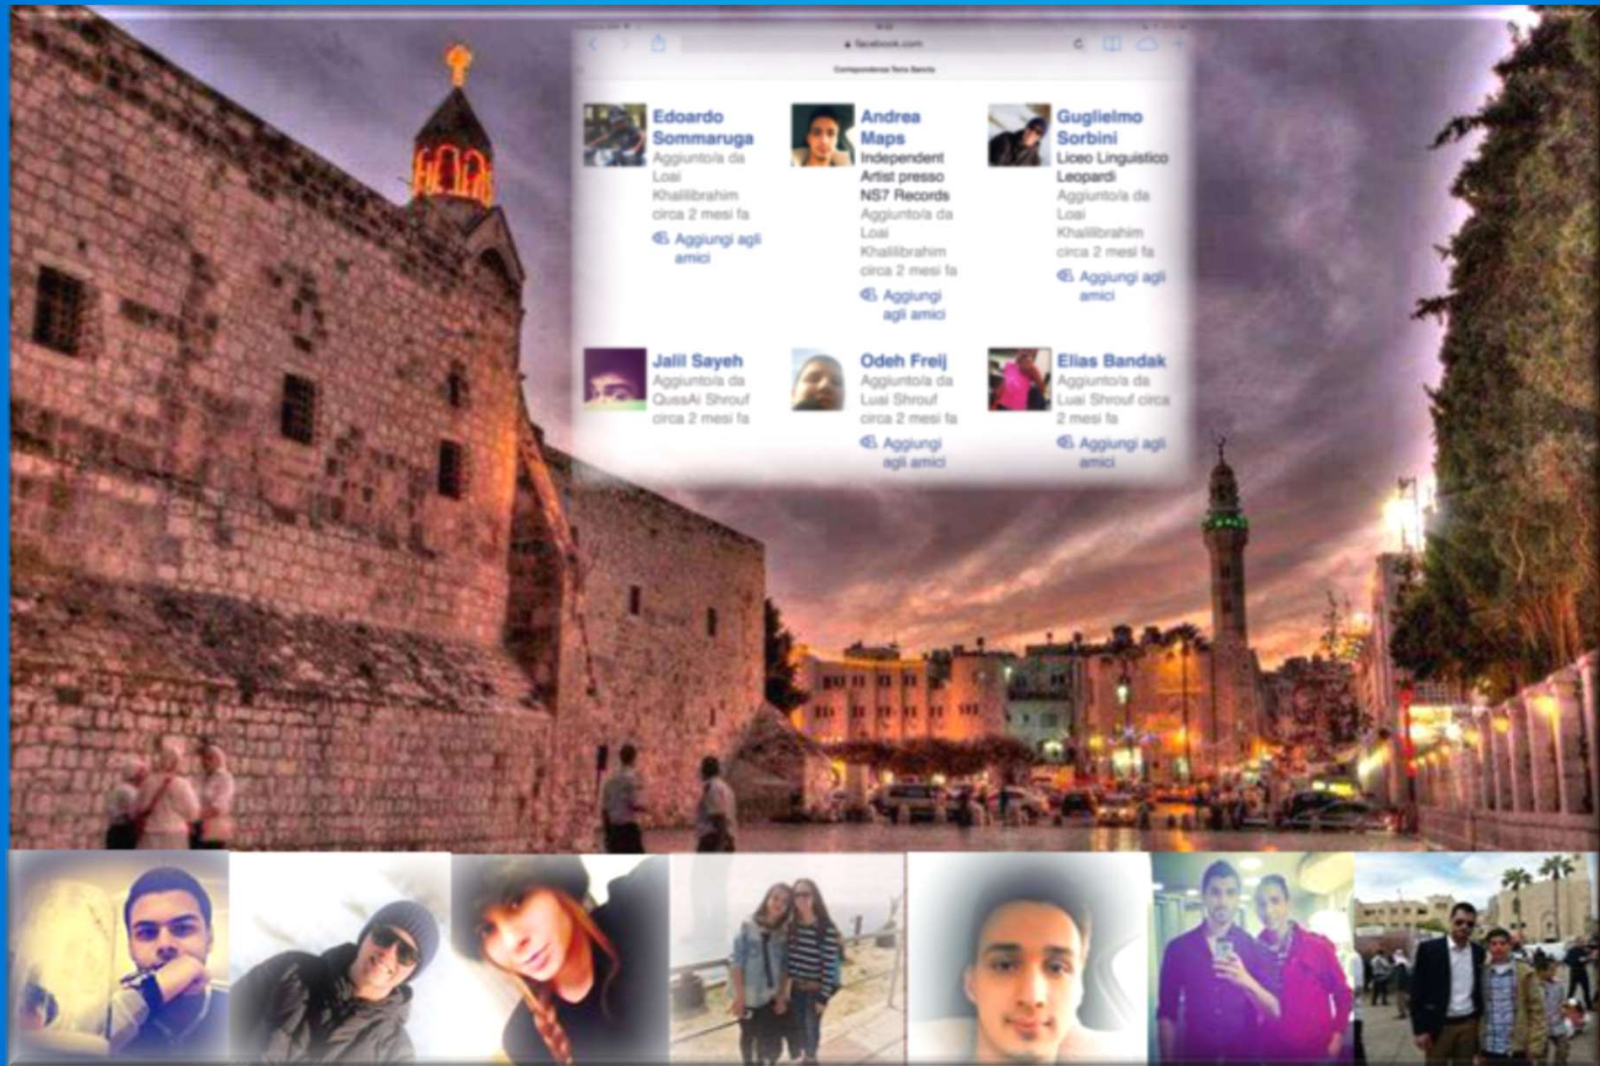 facebook.com
Corrispondenza Terra Sancta
Edoardo
Sommaruga
Aggiunto/a da
Loai
Khalilibrahim
circa 2 mesi fa
Aggiungi agli
amici
Andrea
Maps
Independent
Artist presso
NS7 Records
Aggiunto/a da
Loai
Khalilibrahim
circa 2 mesi fa
Aggiungi
agli amici
Guglielmo
Sorbini
Liceo Linguistico
Leopardi
Aggiunto/a da
Loai
Khalilibrahim
circa 2 mesi fa
Aggiungi agli
amici
Jalil Sayeh
Aggiunto/a da
QussAi Shrouf
circa 2 mesi fa
Odeh Freij
Aggiunto/a da
Luai Shrouf
circa 2 mesi fa
Aggiungi
agli amici
Elias Bandak
Aggiunto/a da
Luai Shrouf circa
2 mesi fa
Aggiungi agli
amici